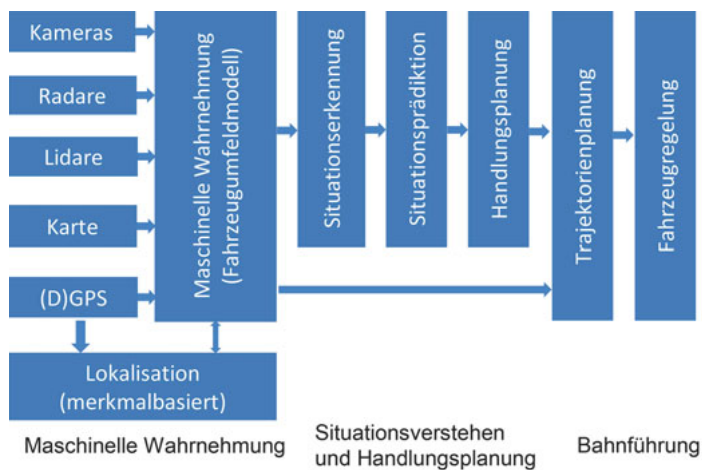 Kameras
Radare
Lidare
Karte
(D)GPS
Maschinelle Wahrnehmung
(Fahrzeugumfeldmodell)
Situationserkennung
Situationsprädiktion
Handlungsplanung
Trajektorienplanung
Fahrzeugregelung
Lokalisation
(merkmalbasiert)
Maschinelle Wahrnehmung
Situationsverstehen
und Handlungsplanung
Bahnführung